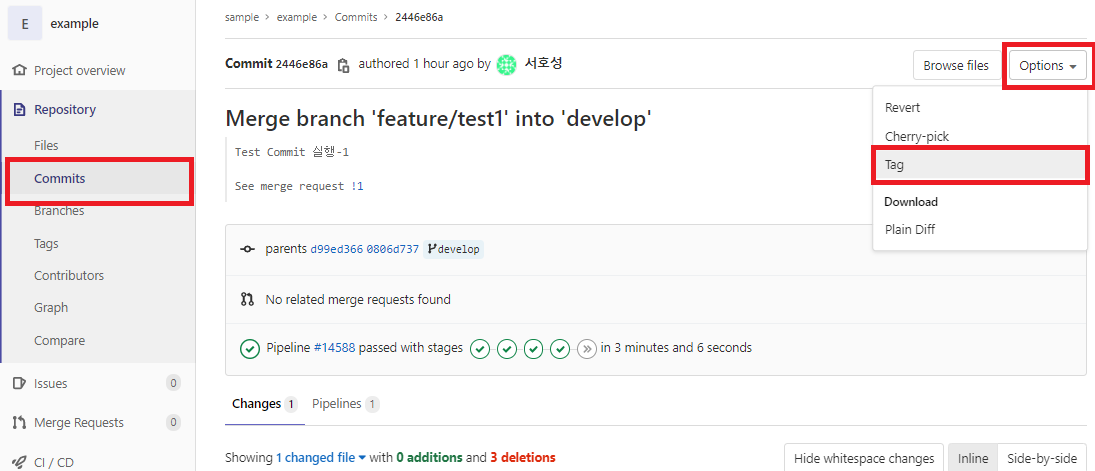 E example
Project overview
Repository
Files
Commits
Branches
Tags
Contributors
Graph
Compare
Issues 0
Merge Requests 0
CI / CD
sample > example > Commits > 2446e86a
Commit 2446e86a authored 1 hour ago by 서호성
Browse files
Options
Revert
Cherry-pick
Tag
Download
Plain Diff
Merge branch 'feature/test1' into 'develop'
Test Commit 실행-1
See merge request !1
parents d99ed366 0806d737 develop
No related merge requests found
Pipeline #14588 passed with stages in 3 minutes and 6 seconds
Changes 1 Pipelines 1
Showing 1 changed file with 0 additions and 3 deletions
Hide whitespace changes Inline Side-by-side